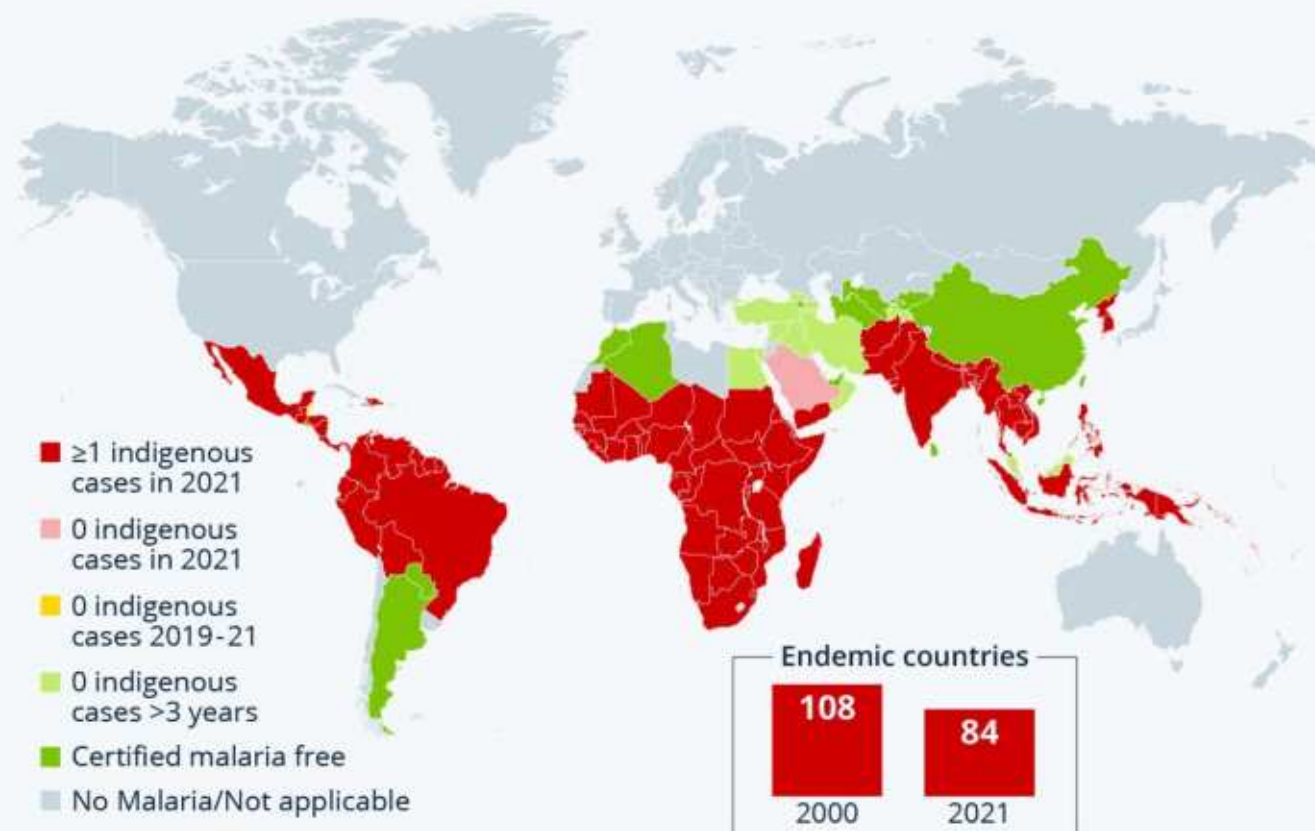 ≥1 indigenous
cases in 2021
0 indigenous
cases in 2021
0 indigenous
cases 2019-21
0 indigenous
cases >3 years
Certified malaria free
No Malaria/Not applicable
Endemic countries
108
84
2000
2021